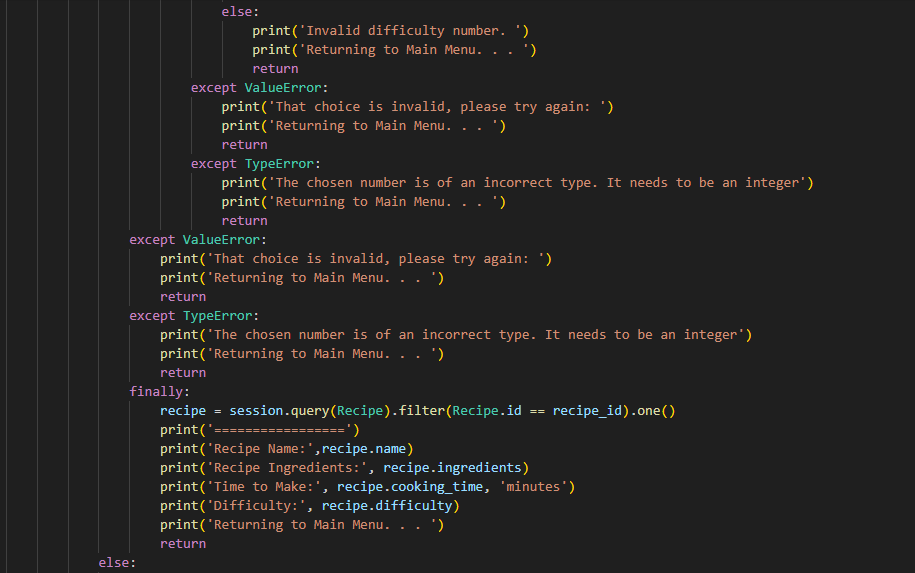 else:
print('Invalid difficulty number. ')
print('Returning to Main Menu. . . ')
return
except ValueError:
print('That choice is invalid, please try again: ')
print('Returning to Main Menu. . . ')
return
except TypeError:
print('The chosen number is of an incorrect type. It needs to be an integer')
print('Returning to Main Menu. . . ')
return
except ValueError:
print('That choice is invalid, please try again: ')
print('Returning to Main Menu. . . ')
return
except TypeError:
print('The chosen number is of an incorrect type. It needs to be an integer')
print('Returning to Main Menu. . . ')
return
finally:
recipe = session.query(Recipe).filter(Recipe.id == recipe_id).one()
print('=================')
print('Recipe Name:',recipe.name)
print('Recipe Ingredients:', recipe.ingredients)
print('Time to Make:', recipe.cooking_time, 'minutes')
print('Difficulty:', recipe.difficulty)
print('Returning to Main Menu. . . ')
return
else: